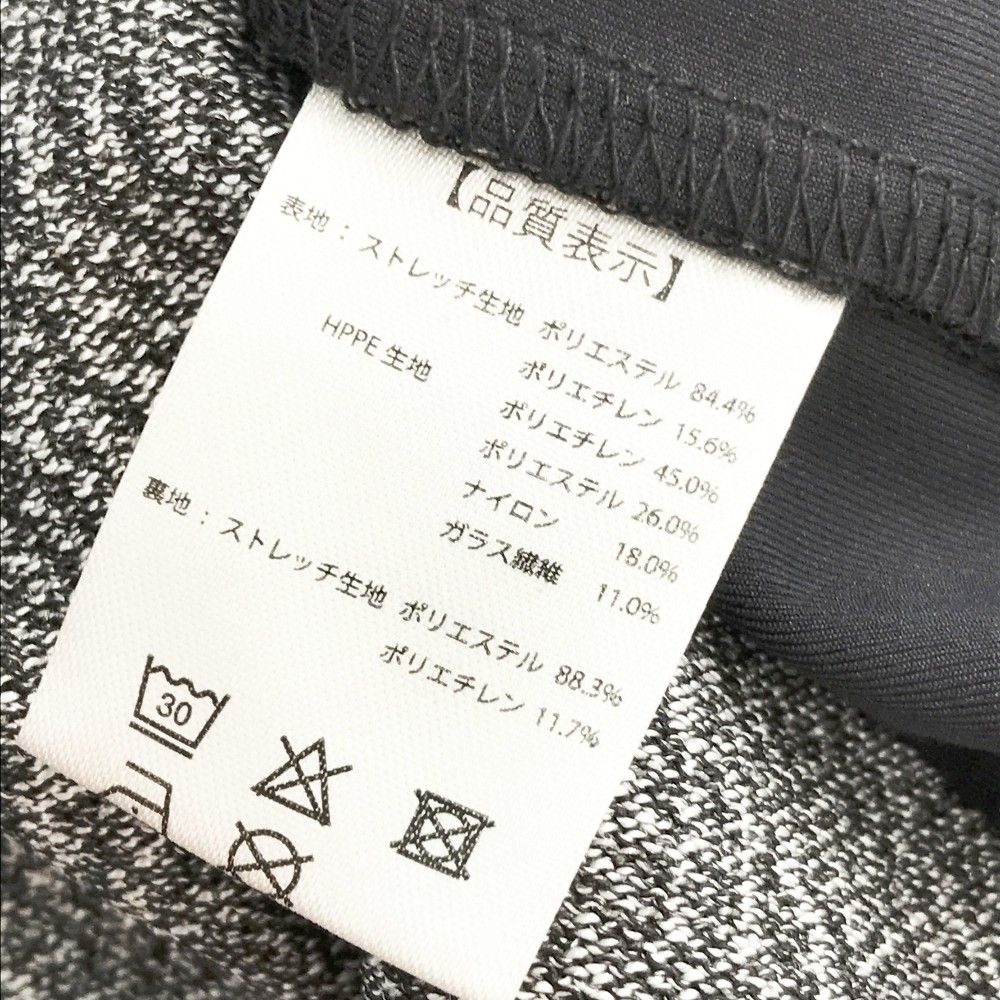 【品質表示】
表地：ストレッチ生地 ポリエステル 84.4%
ポリエチレン 15.6%
HPPE 生地 ポリエチレン 45.0%
ポリエステル 26.0%
ナイロン 18.0%
ガラス繊維 11.0%
裏地：ストレッチ生地 ポリエステル 88.3%
ポリエチレン 11.7%
30